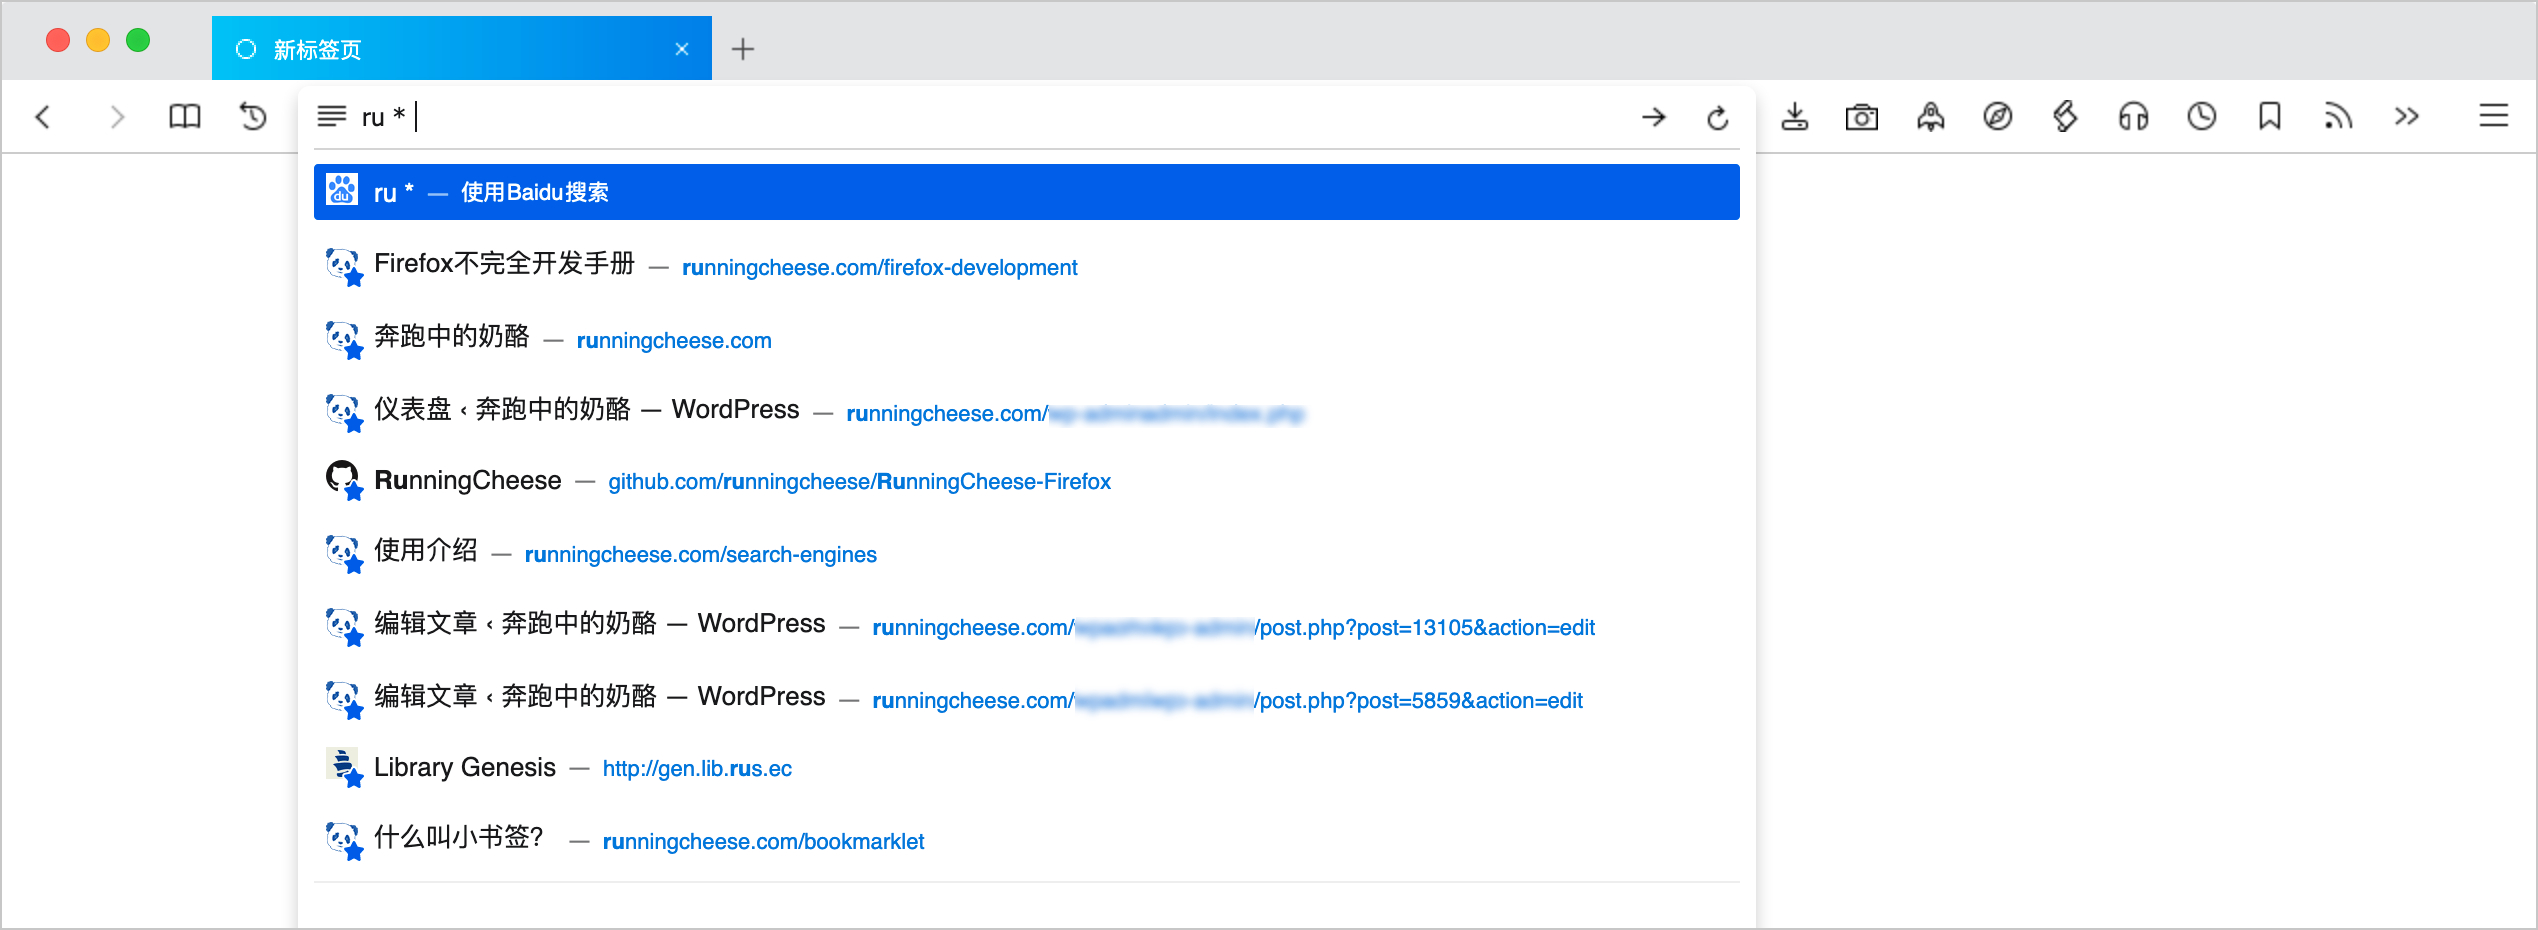 新标签页
ru *
ru * — 使用Baidu搜索
Firefox不完全开发手册 — runningcheese.com/firefox-development
奔跑中的奶酪 — runningcheese.com
仪表盘 ‹ 奔跑中的奶酪 — WordPress — runningcheese.com/
RunningCheese — github.com/runningcheese/RunningCheese-Firefox
使用介绍 — runningcheese.com/search-engines
编辑文章 ‹ 奔跑中的奶酪 — WordPress — runningcheese.com/ /post.php?post=13105&action=edit
编辑文章 ‹ 奔跑中的奶酪 — WordPress — runningcheese.com/ /post.php?post=5859&action=edit
Library Genesis — http://gen.lib.rus.ec
什么叫小书签? — runningcheese.com/bookmarklet